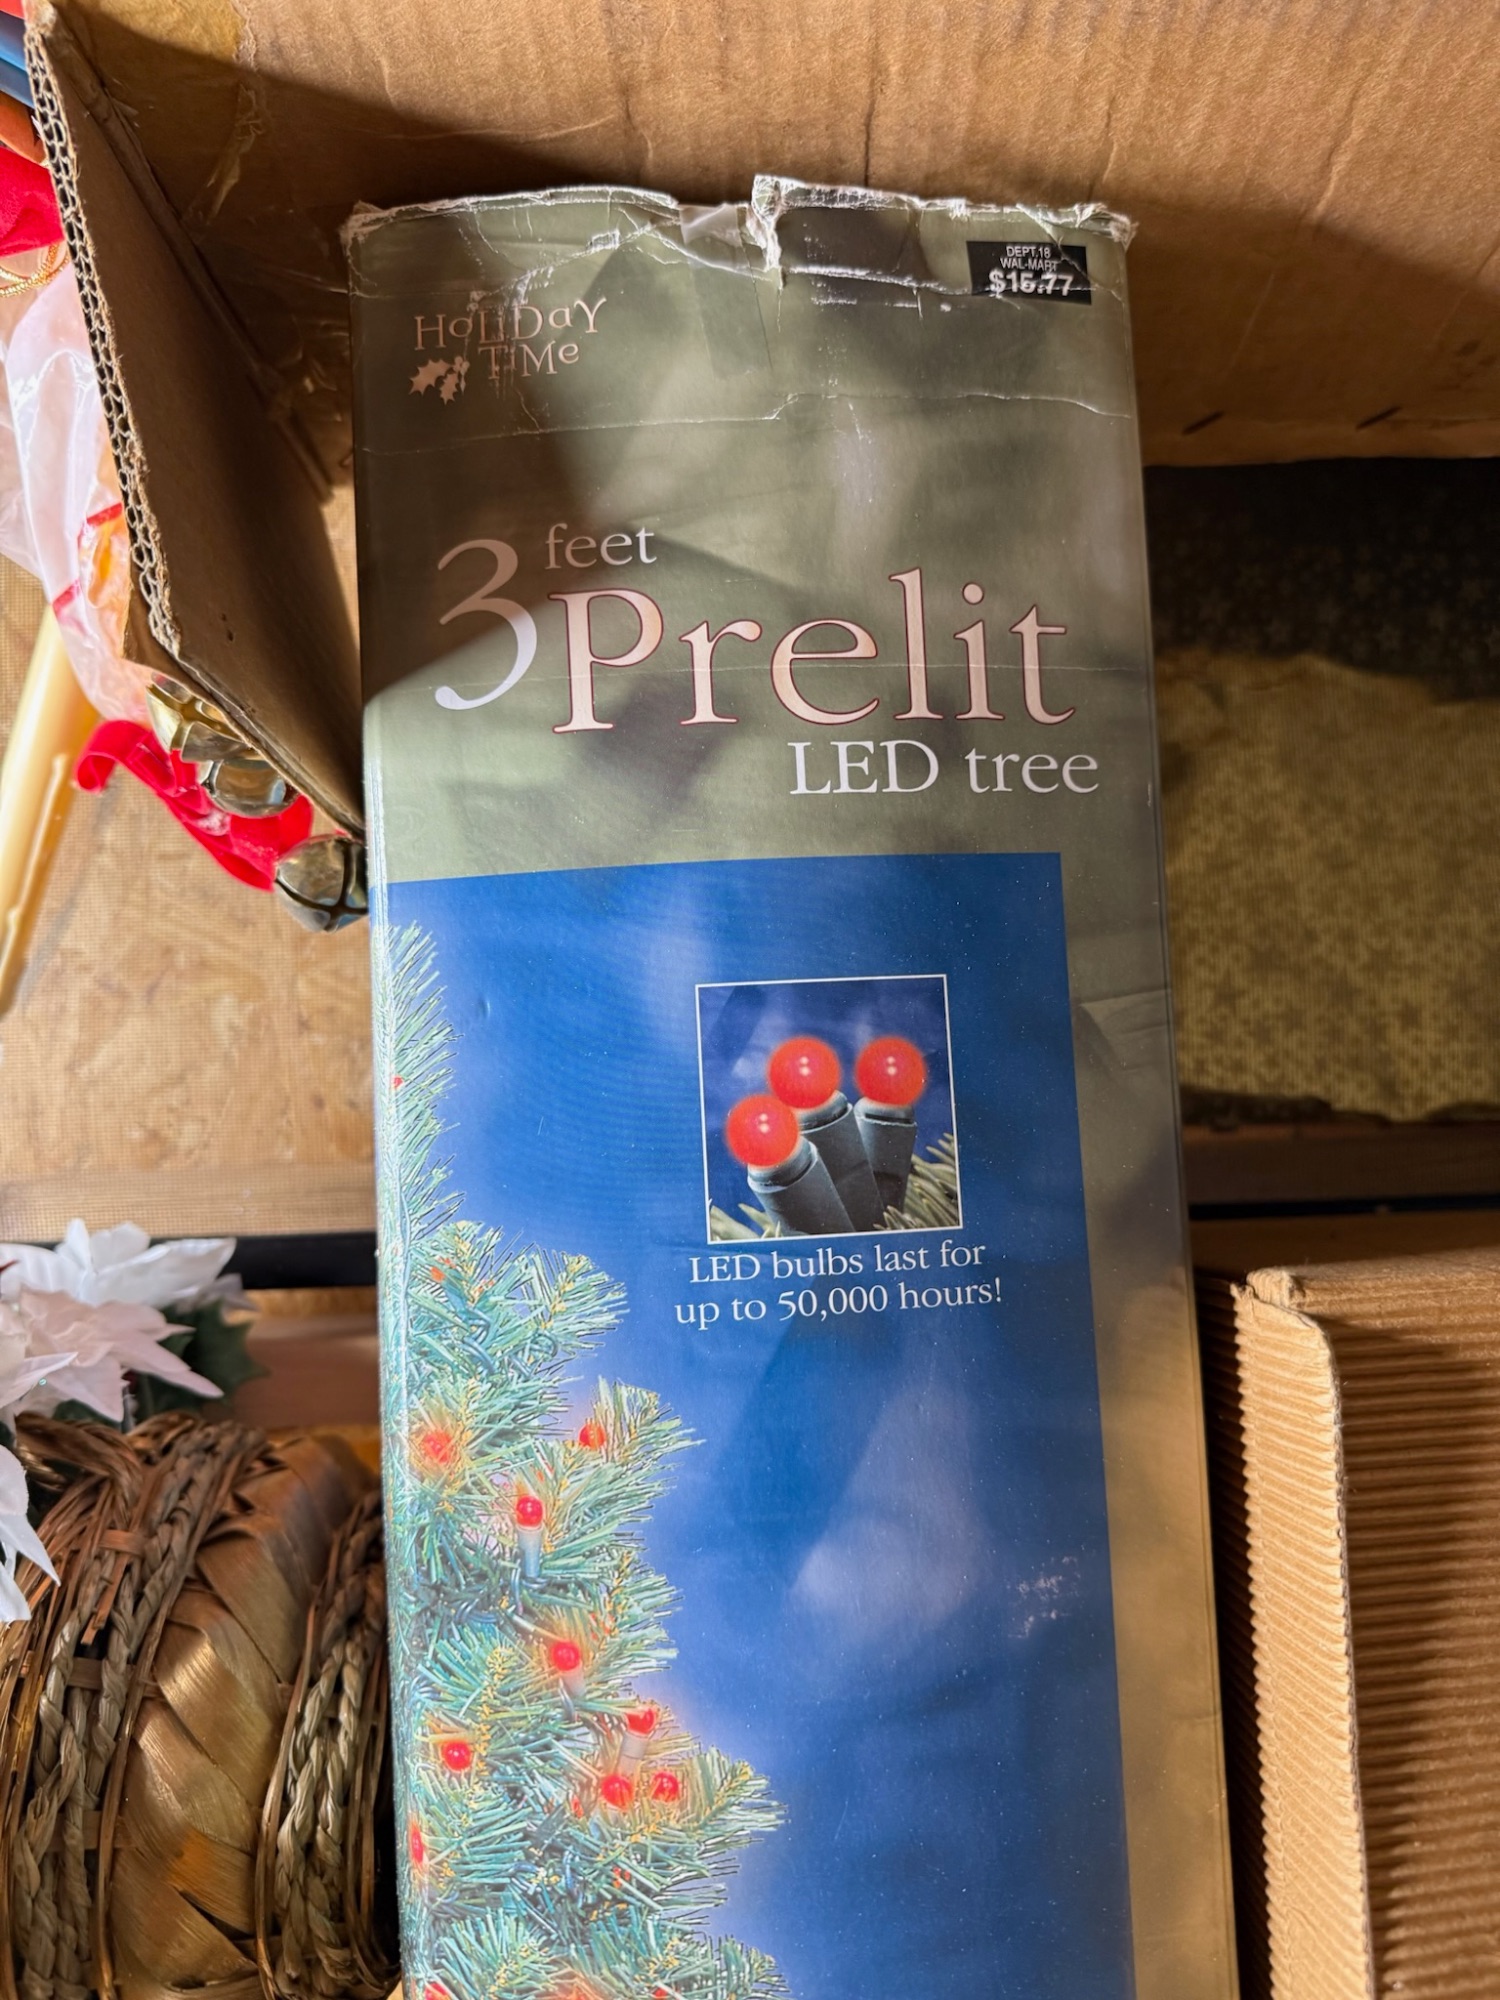 DEPT.18
WAL-MART
$15.77
HOLiDaY
TiMe
3 feet
Prelit
LED tree
LED bulbs last for
up to 50,000 hours!